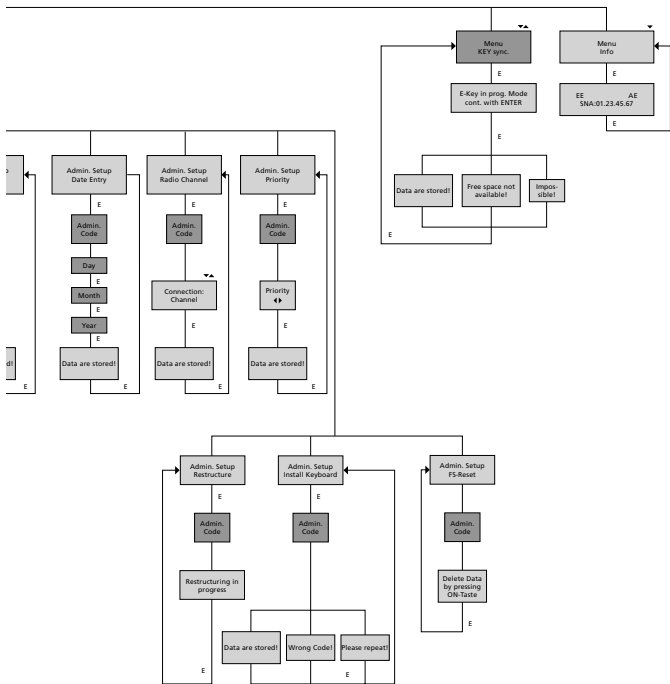 Menu
KEY sync.
Menu
Info
E
E
E-Key in prog. Mode
cont. with ENTER
EE AE
SNA:01.23.45.67
E
E
Data are stored!
Free space not
available!
Impos-
sible!
E
Admin. Setup
Date Entry
Admin. Setup
Radio Channel
Admin. Setup
Priority
E
E
E
Admin.
Code
Admin.
Code
Admin.
Code
Day
E
Month
E
Year
E
Connection:
Channel
Priority
E
E
d!
Data are stored!
Data are stored!
Data are stored!
E
E
E
E
Admin. Setup
Restructure
Admin. Setup
Install Keyboard
Admin. Setup
FS-Reset
E
E
Admin.
Code
Admin.
Code
Admin.
Code
Restructuring in
progress
Delete Data
by pressing
ON-Taste
E
Data are stored!
Wrong Code!
Please repeat!
E
E